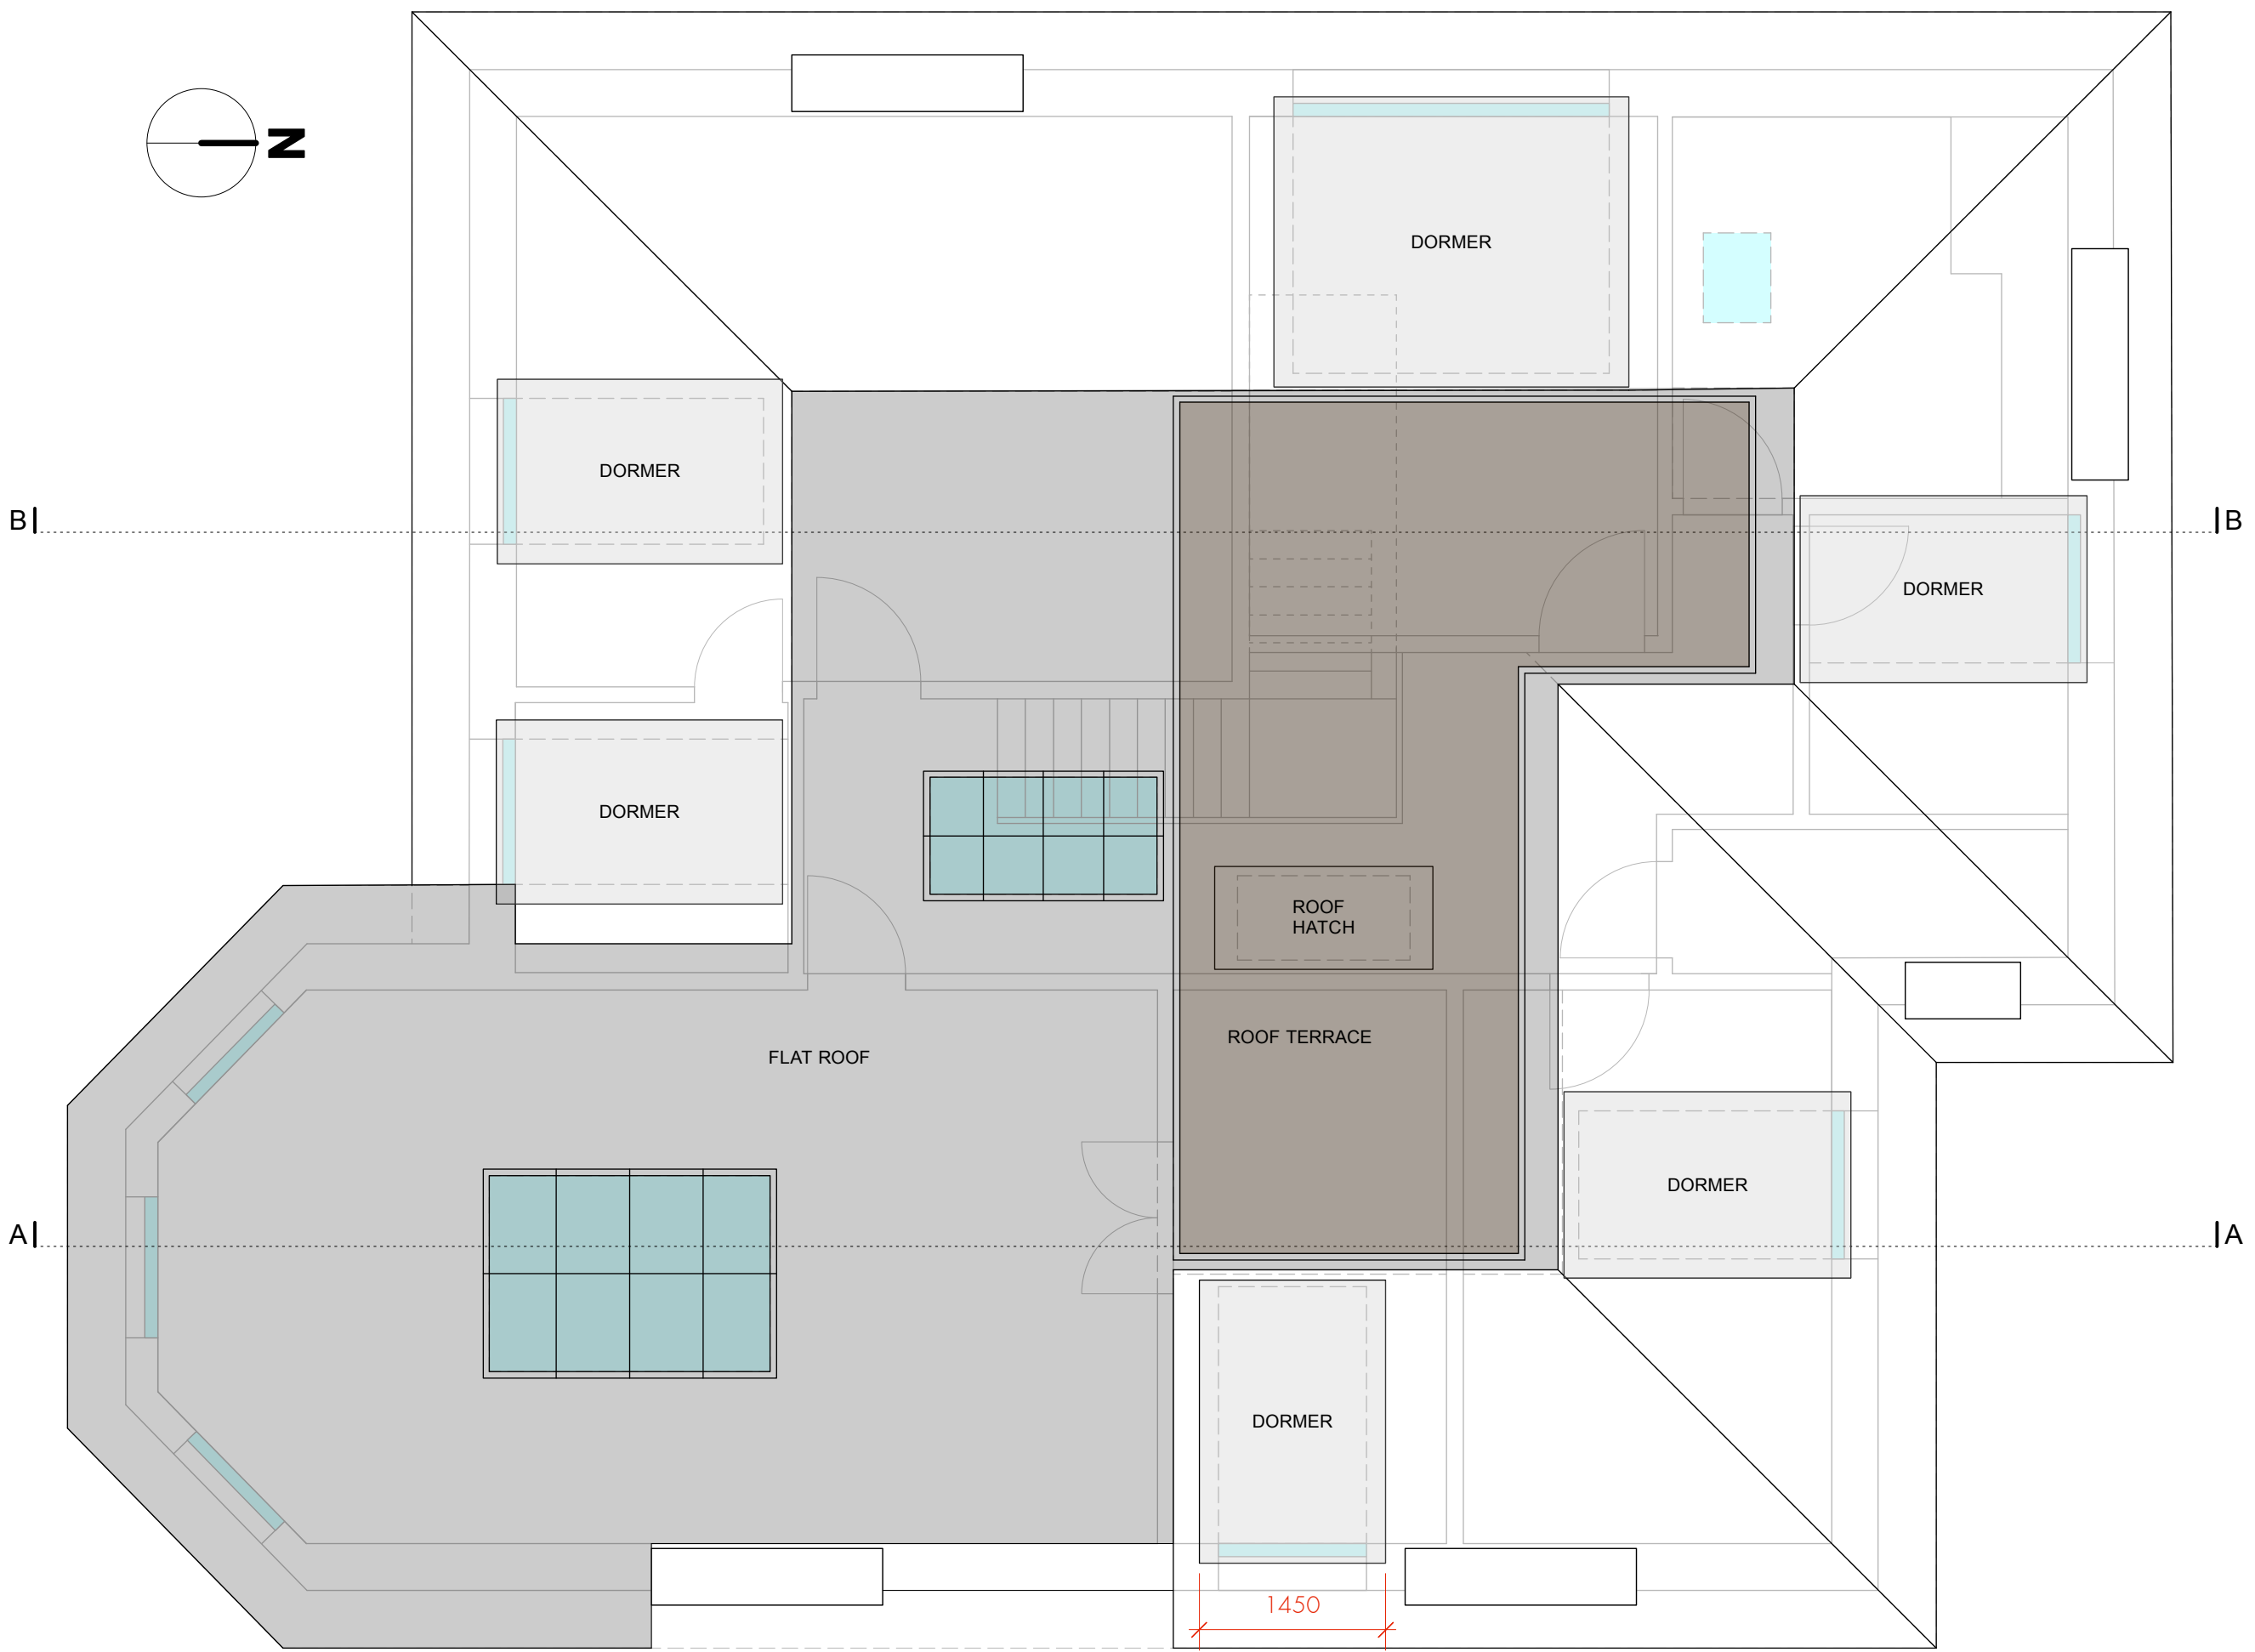 N
DORMER
DORMER
B
B
DORMER
DORMER
ROOF
HATCH
ROOF TERRACE
FLAT ROOF
DORMER
A
A
DORMER
1450